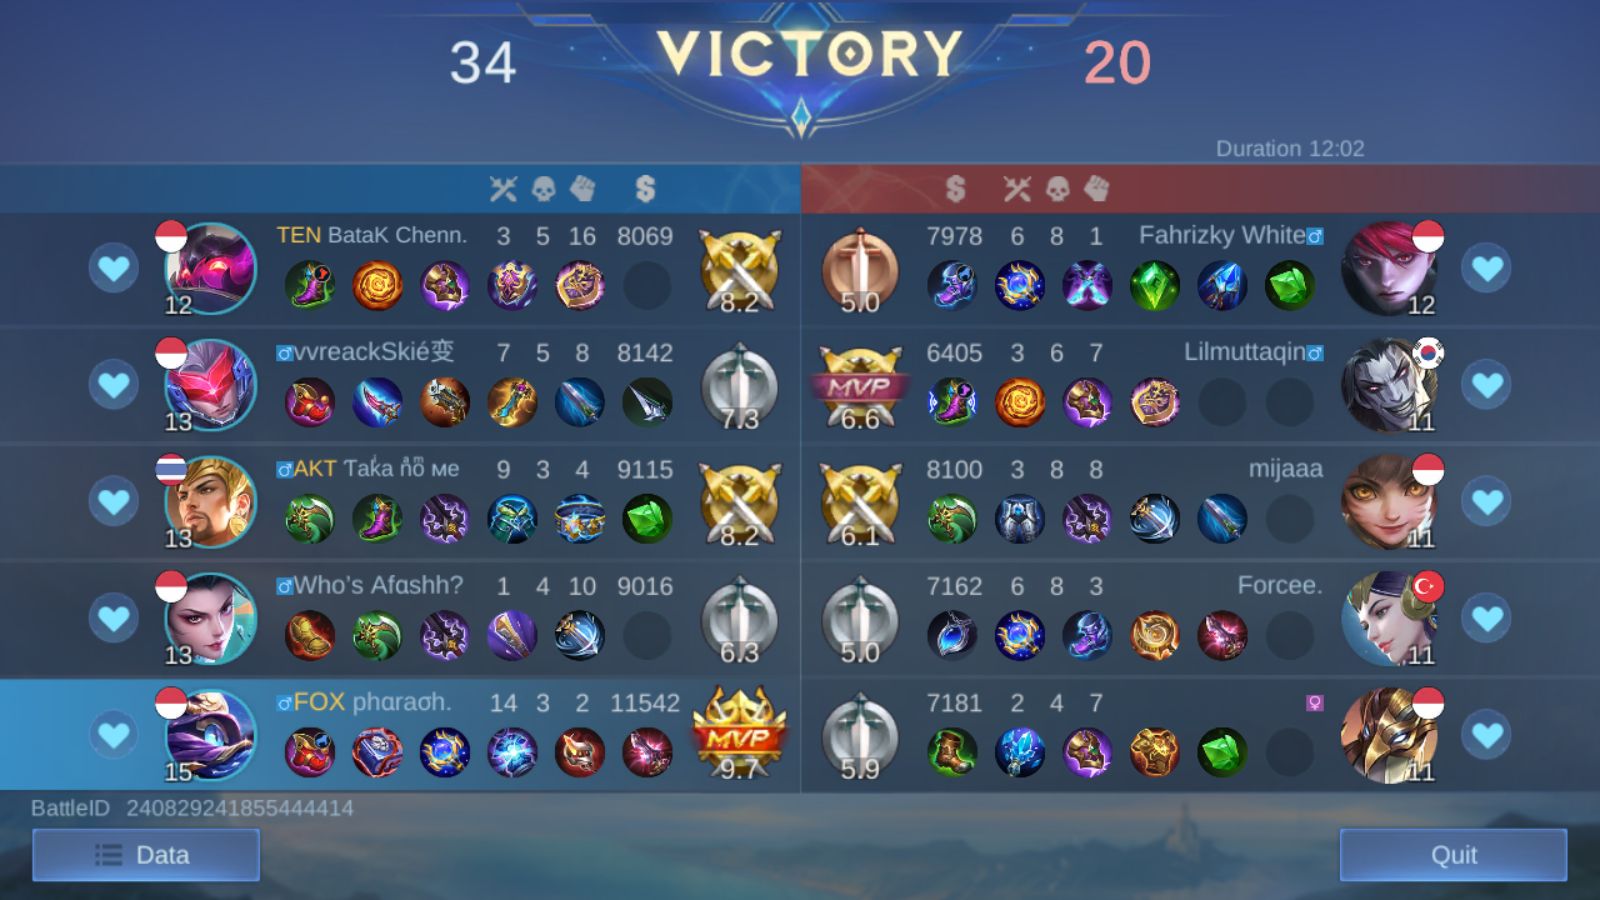 34 VICTORY 20
Duration 12:02
TEN BataK Chenn. 3 5 16 8069
12 8.2
7978 6 8 1 Fahrizky White
5.0 12
vvreackSkié变 7 5 8 8142
13 7.3
6405 3 6 7 Lilmuttaqin
MVP 6.6 11
AKT 9 3 4 9115
13 8.2
8100 3 8 8 mijaaa
6.1 11
Who's Afɑshh? 1 4 10 9016
13 6.3
7162 6 8 3 Forcee.
5.0 11
FOX phɑraσh. 14 3 2 11542
15 MVP 9.7
7181 2 4 7
5.9 11
BattleID 240829241855444414
Data
Quit